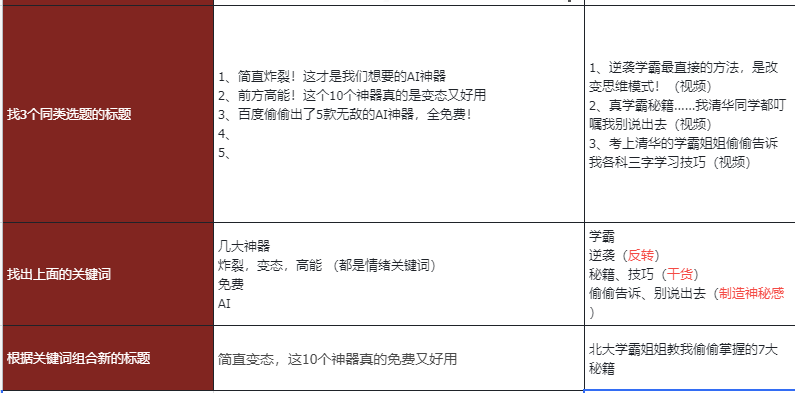 找3个同类选题的标题
1、简直炸裂！这才是我们想要的AI神器
2、前方高能！这个10个神器真的是变态又好用
3、百度偷偷出了5款无敌的AI神器，全免费！
4、
5、
1、逆袭学霸最直接的方法，是改
变思维模式！（视频）
2、真学霸秘籍......我清华同学都叮
嘱我别说出去（视频）
3、考上清华的学霸姐姐偷偷告诉
我各科三字学习技巧（视频）
找出上面的关键词
几大神器
炸裂，变态，高能 （都是情绪关键词）
免费
AI
学霸
逆袭（反转）
秘籍、技巧（干货）
偷偷告诉、别说出去（制造神秘感
）
根据关键词组合新的标题
简直变态，这10个神器真的免费又好用
北大学霸姐姐教我偷偷掌握的7大
秘籍